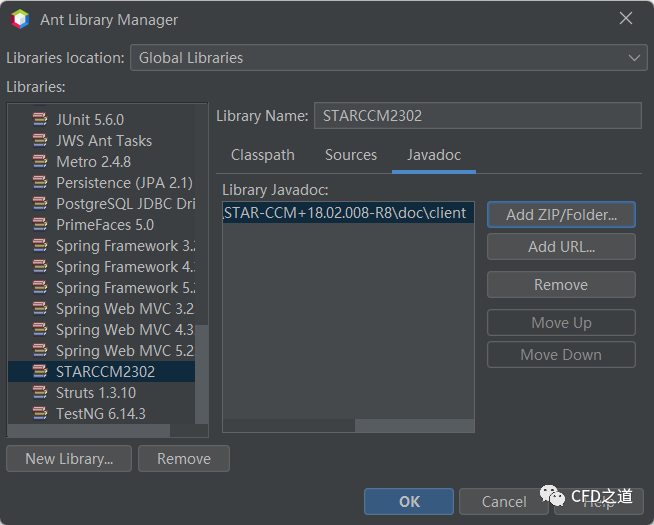 Ant Library Manager
Libraries location: Global Libraries
Libraries:
JUnit 5.6.0
JWS Ant Tasks
Metro 2.4.8
Persistence (JPA 2.1)
PostgreSQL JDBC Dri
PrimeFaces 5.0
Spring Framework 3.2
Spring Framework 4.
Spring Framework 5.2
Spring Web MVC 3.2
Spring Web MVC 4.3
Spring Web MVC 5.2
STARCCM2302
Struts 1.3.10
TestNG 6.14.3
New Library... Remove
Library Name: STARCCM2302
Classpath Sources Javadoc
Library Javadoc:
STAR-CCM+18.02.008-R8\doc\client
Add ZIP/Folder...
Add URL...
Remove
Move Up
Move Down
OK Cancel Help
CFD之道